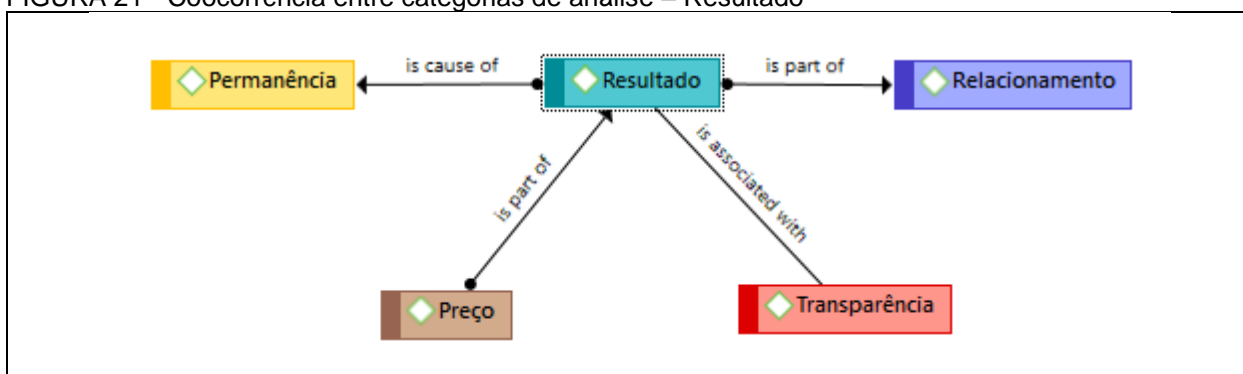 FIGURA 21 - Coocorrência entre categorias de análise – Resultado
Permanência
is cause of
Resultado
is part of
Relacionamento
is part of
is associated with
Preço
Transparência